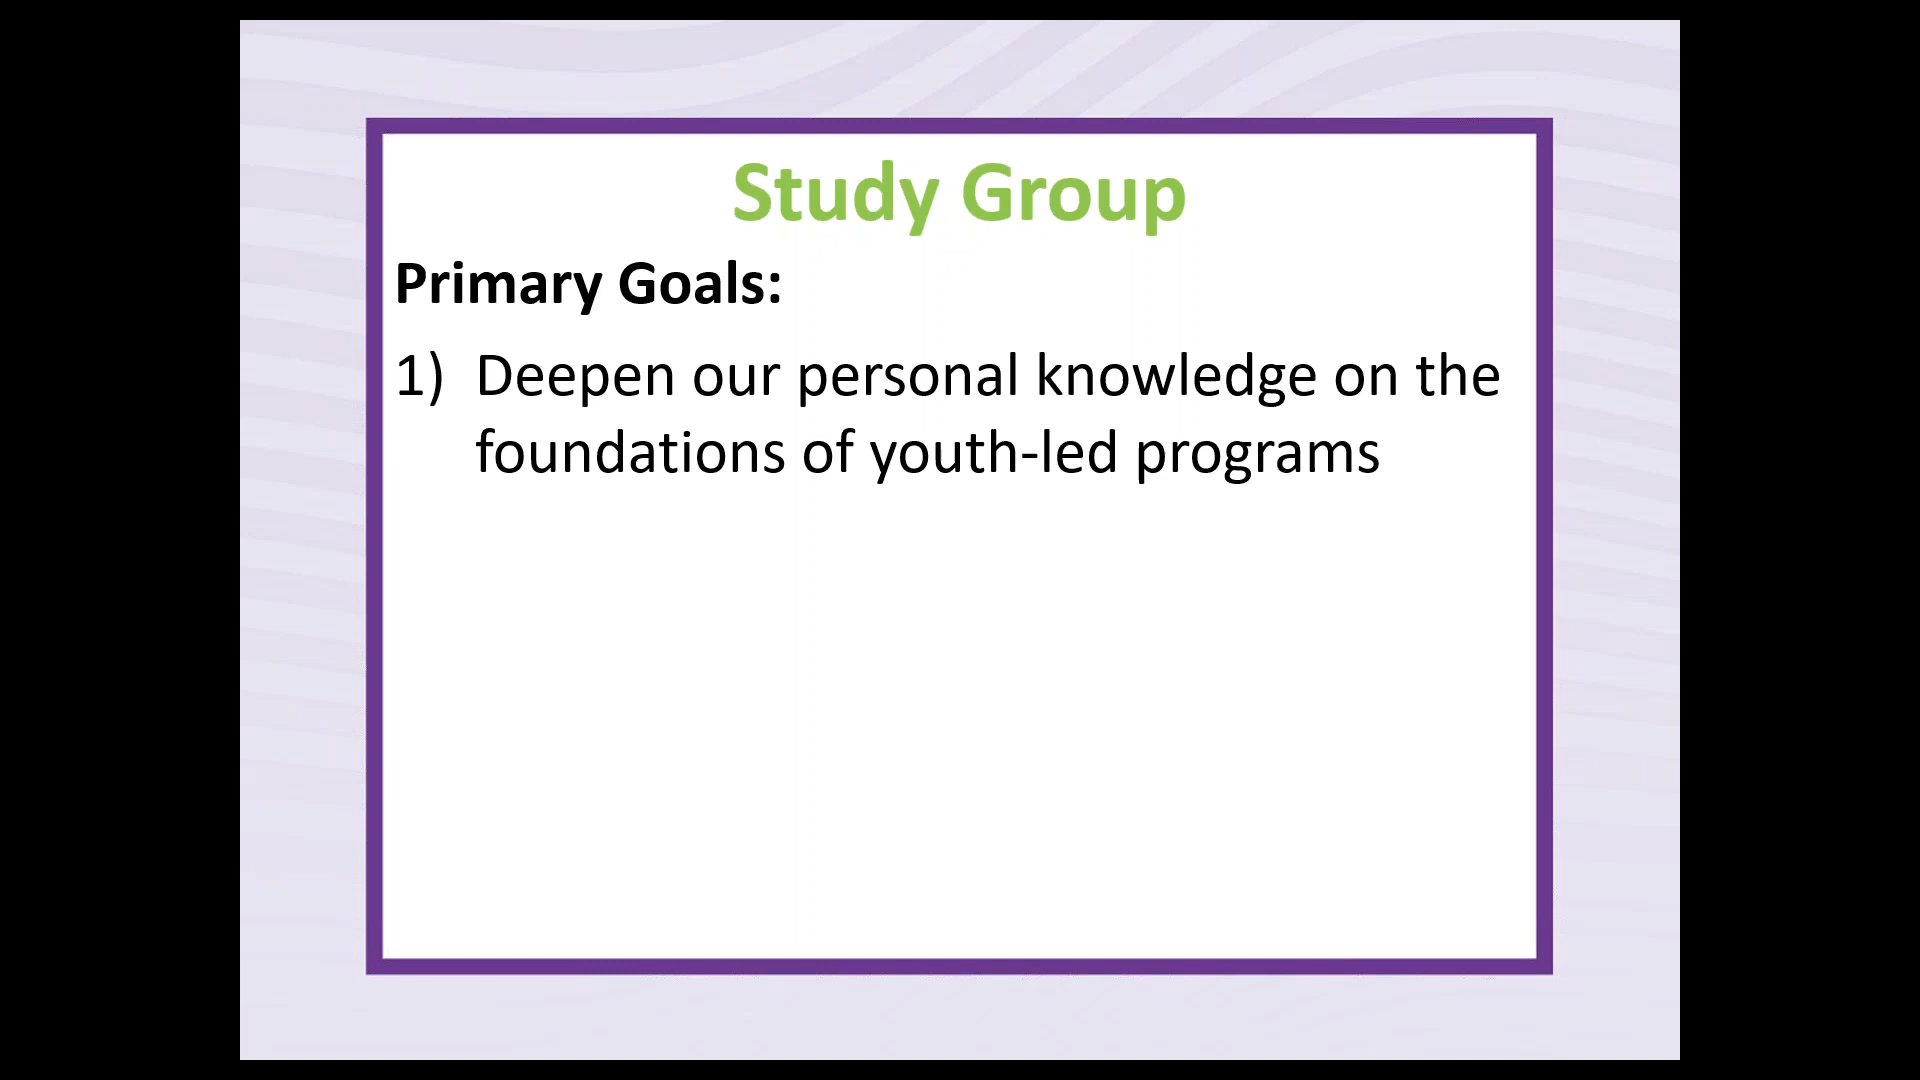 Study Group
Primary Goals:
1) Deepen our personal knowledge on the
foundations of youth-led programs